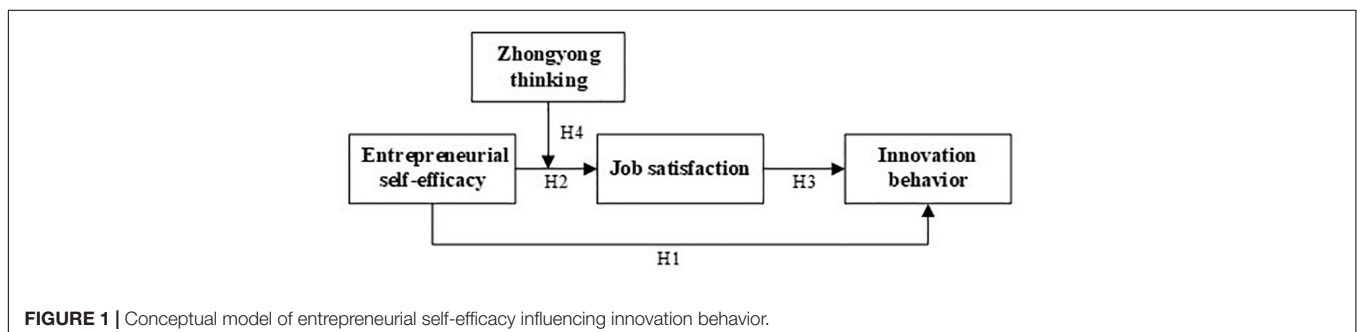 Zhongyong
thinking
H4
Entrepreneurial
self-efficacy
H2
Job satisfaction
H3
Innovation
behavior
H1
FIGURE 1 | Conceptual model of entrepreneurial self-efficacy influencing innovation behavior.